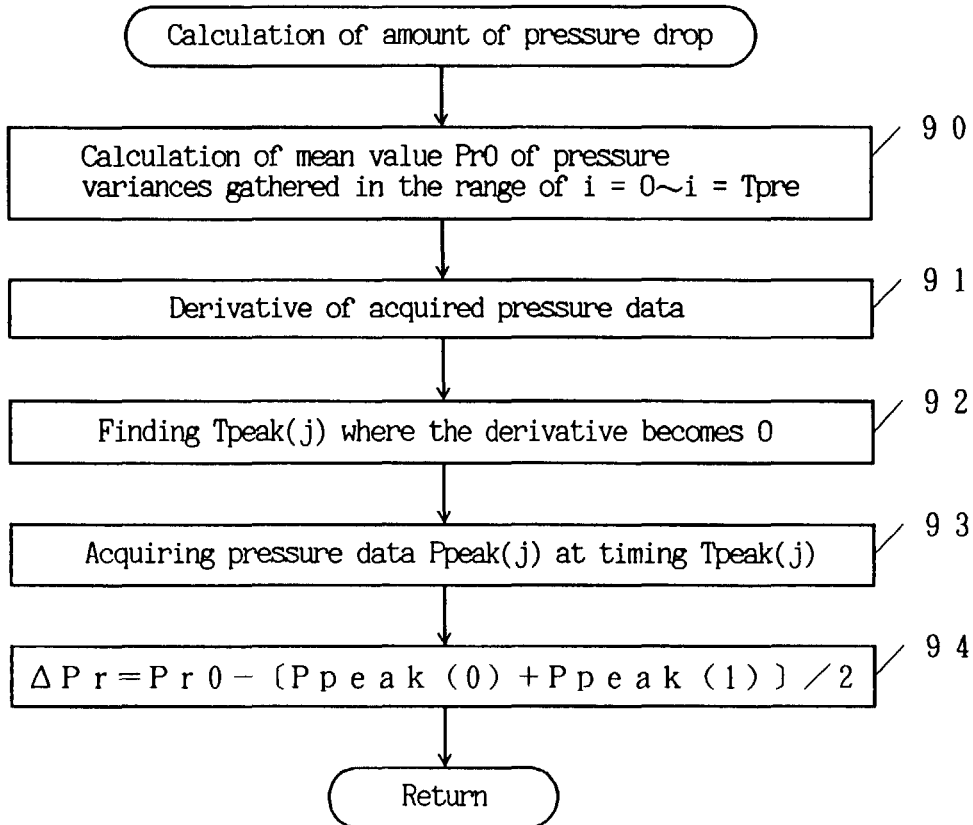 Calculation of amount of pressure drop
90
Calculation of mean value Pr0 of pressure
variances gathered in the range of i = 0~i = Tpre
91
Derivative of acquired pressure data
92
Finding Tpeak(j) where the derivative becomes 0
93
Acquiring pressure data Ppeak(j) at timing Tpeak(j)
94
ΔPr=Pr0-[Ppeak(0)+Ppeak(1)]/2
Return